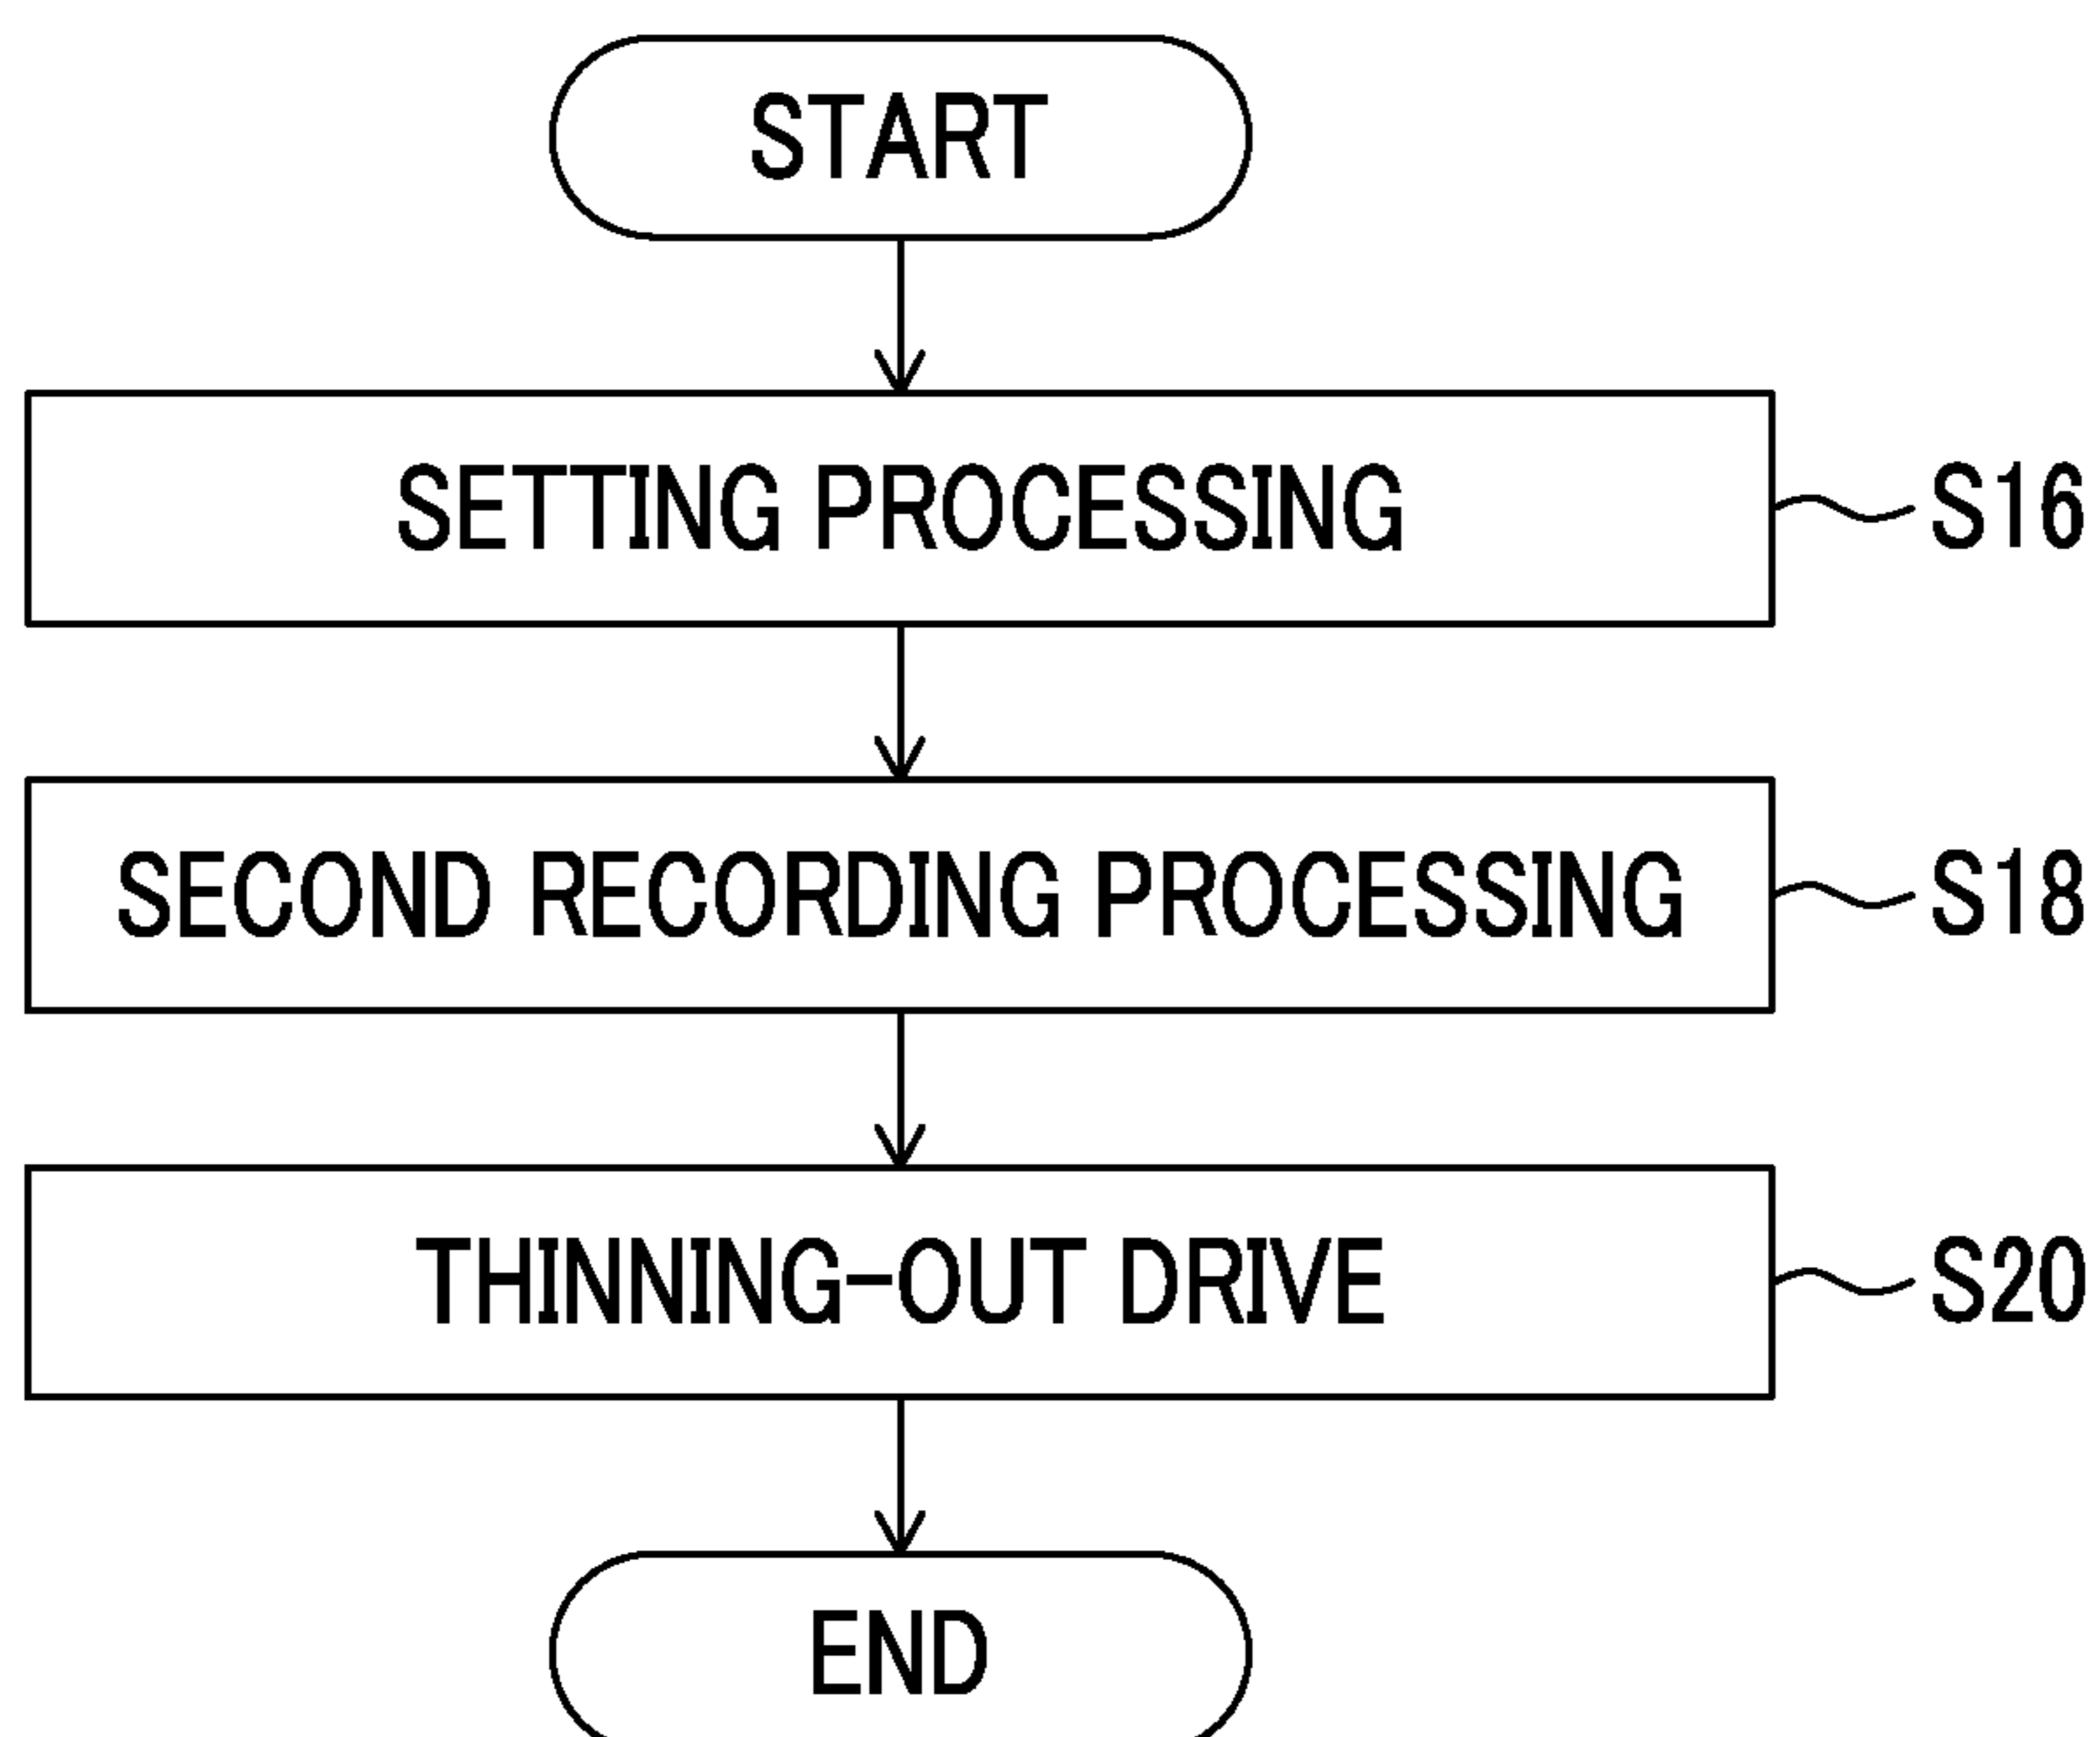 START
SETTING PROCESSING
S16
SECOND RECORDING PROCESSING
S18
THINNING-OUT DRIVE
S20
END